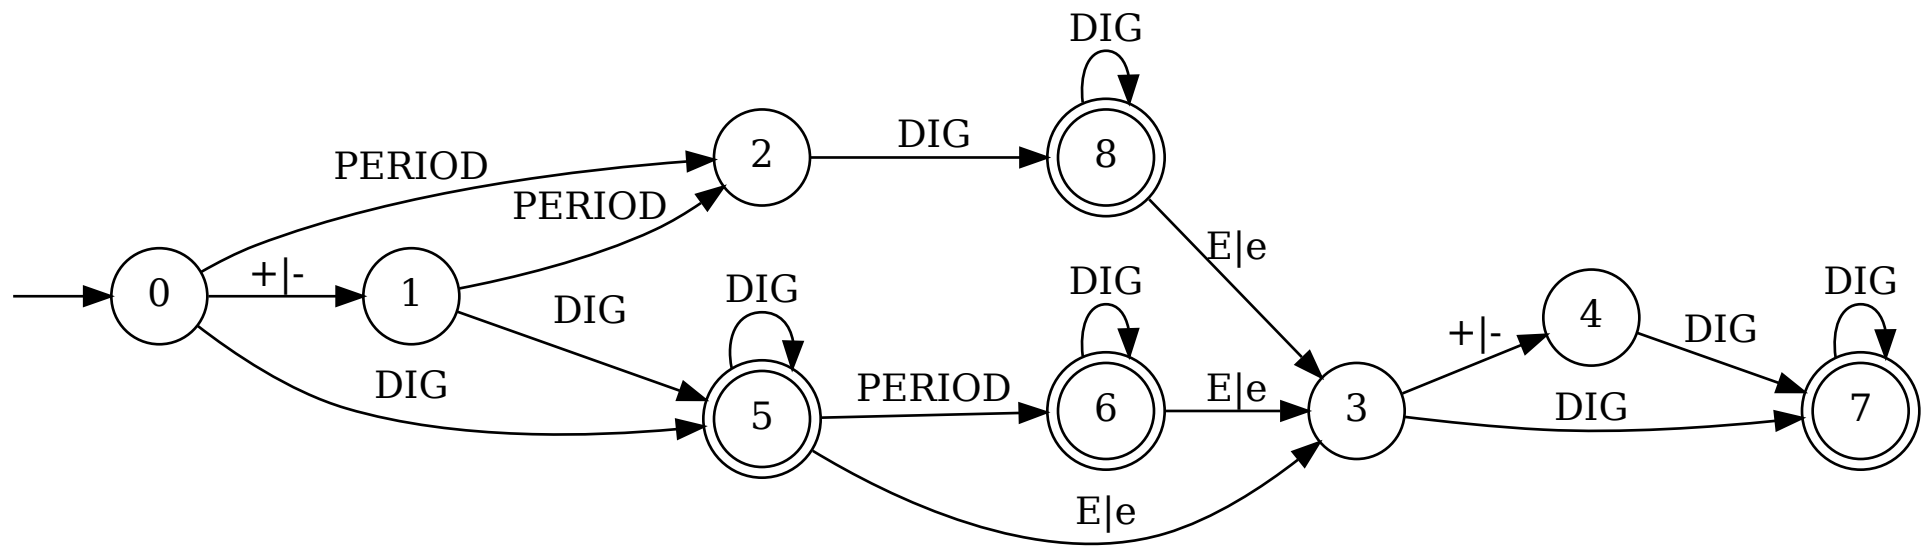 DIG
PERIOD
2
DIG
8
PERIOD
E|e
0
+|-
1
DIG
DIG
DIG
DIG
+|-
4
DIG
DIG
5
PERIOD
6
E|e
3
DIG
7
E|e